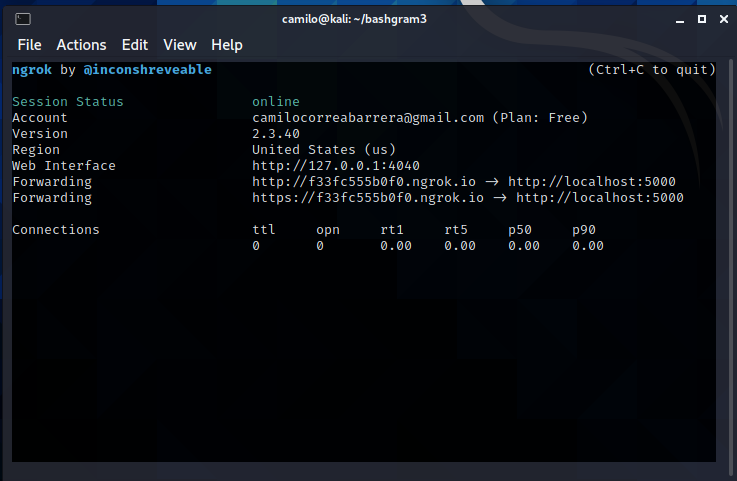 camilo@kali: ~/bashgram3
File Actions Edit View Help
ngrok by @inconshreveable (Ctrl+C to quit)
Session Status online
Account camilocorreabarrera@gmail.com (Plan: Free)
Version 2.3.40
Region United States (us)
Web Interface http://127.0.0.1:4040
Forwarding http://f33fc555b0f0.ngrok.io -> http://localhost:5000
Forwarding https://f33fc555b0f0.ngrok.io -> http://localhost:5000
Connections ttl opn rt1 rt5 p50 p90
0 0 0.00 0.00 0.00 0.00